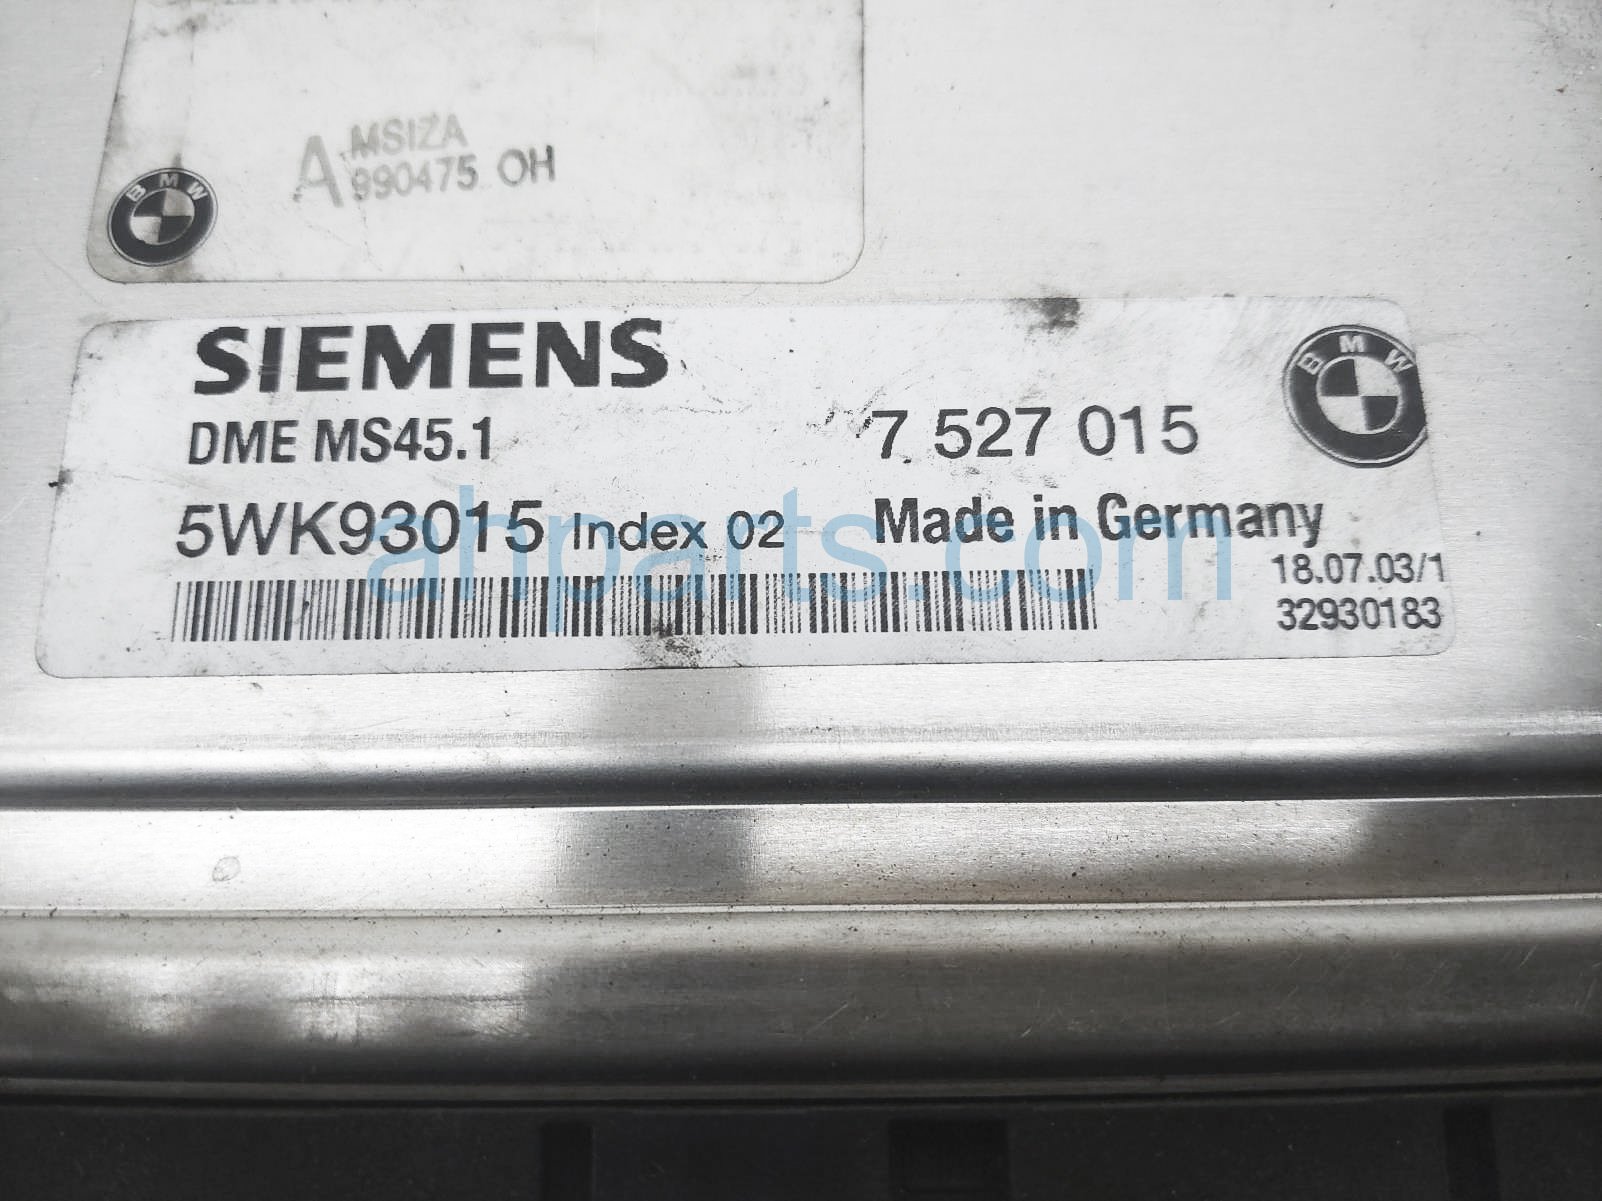 BMW
A MSIZA
990475 OH
SIEMENS
BMW
DME MS45.1
7 527 015
5WK93015 Index 02
Made in Germany
ahparts.com
18.07.03/1
32930183